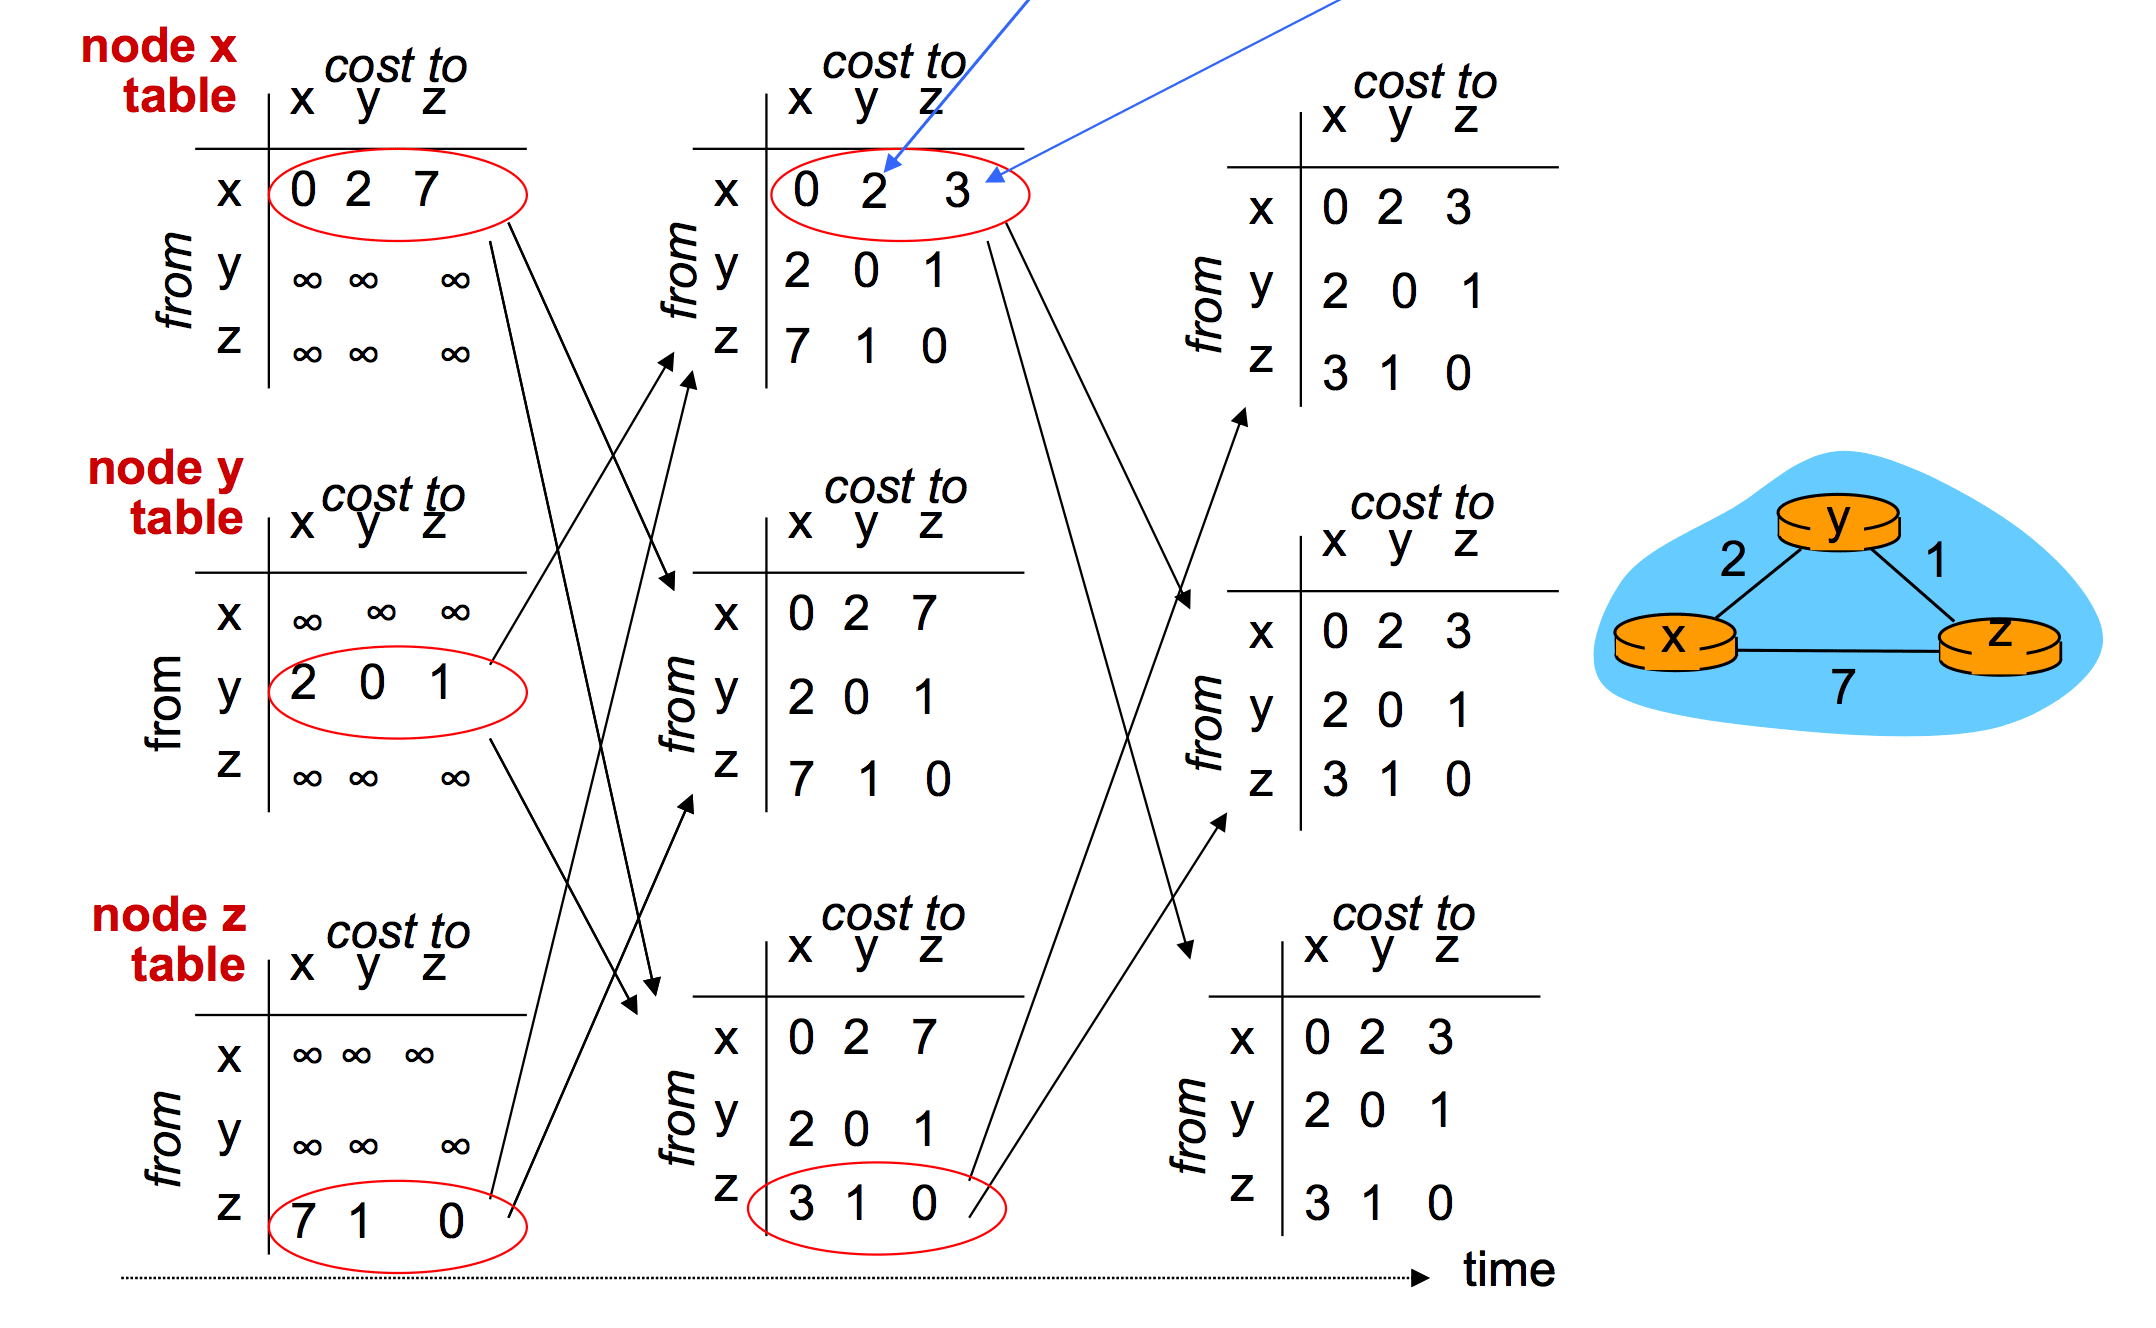 node x
table
cost to
x y z
from
x 0 2 7
y ∞ ∞ ∞
z ∞ ∞ ∞
cost to
x y z
from
x 0 2 3
y 2 0 1
z 7 1 0
cost to
x y z
from
x 0 2 3
y 2 0 1
z 3 1 0
node y
table
cost to
x y z
from
x ∞ ∞ ∞
y 2 0 1
z ∞ ∞ ∞
cost to
x y z
from
x 0 2 7
y 2 0 1
z 7 1 0
cost to
x y z
from
x 0 2 3
y 2 0 1
z 3 1 0
y
2 1
x z
7
node z
table
cost to
x y z
from
x ∞ ∞ ∞
y ∞ ∞ ∞
z 7 1 0
cost to
x y z
from
x 0 2 7
y 2 0 1
z 3 1 0
cost to
x y z
from
x 0 2 3
y 2 0 1
z 3 1 0
time